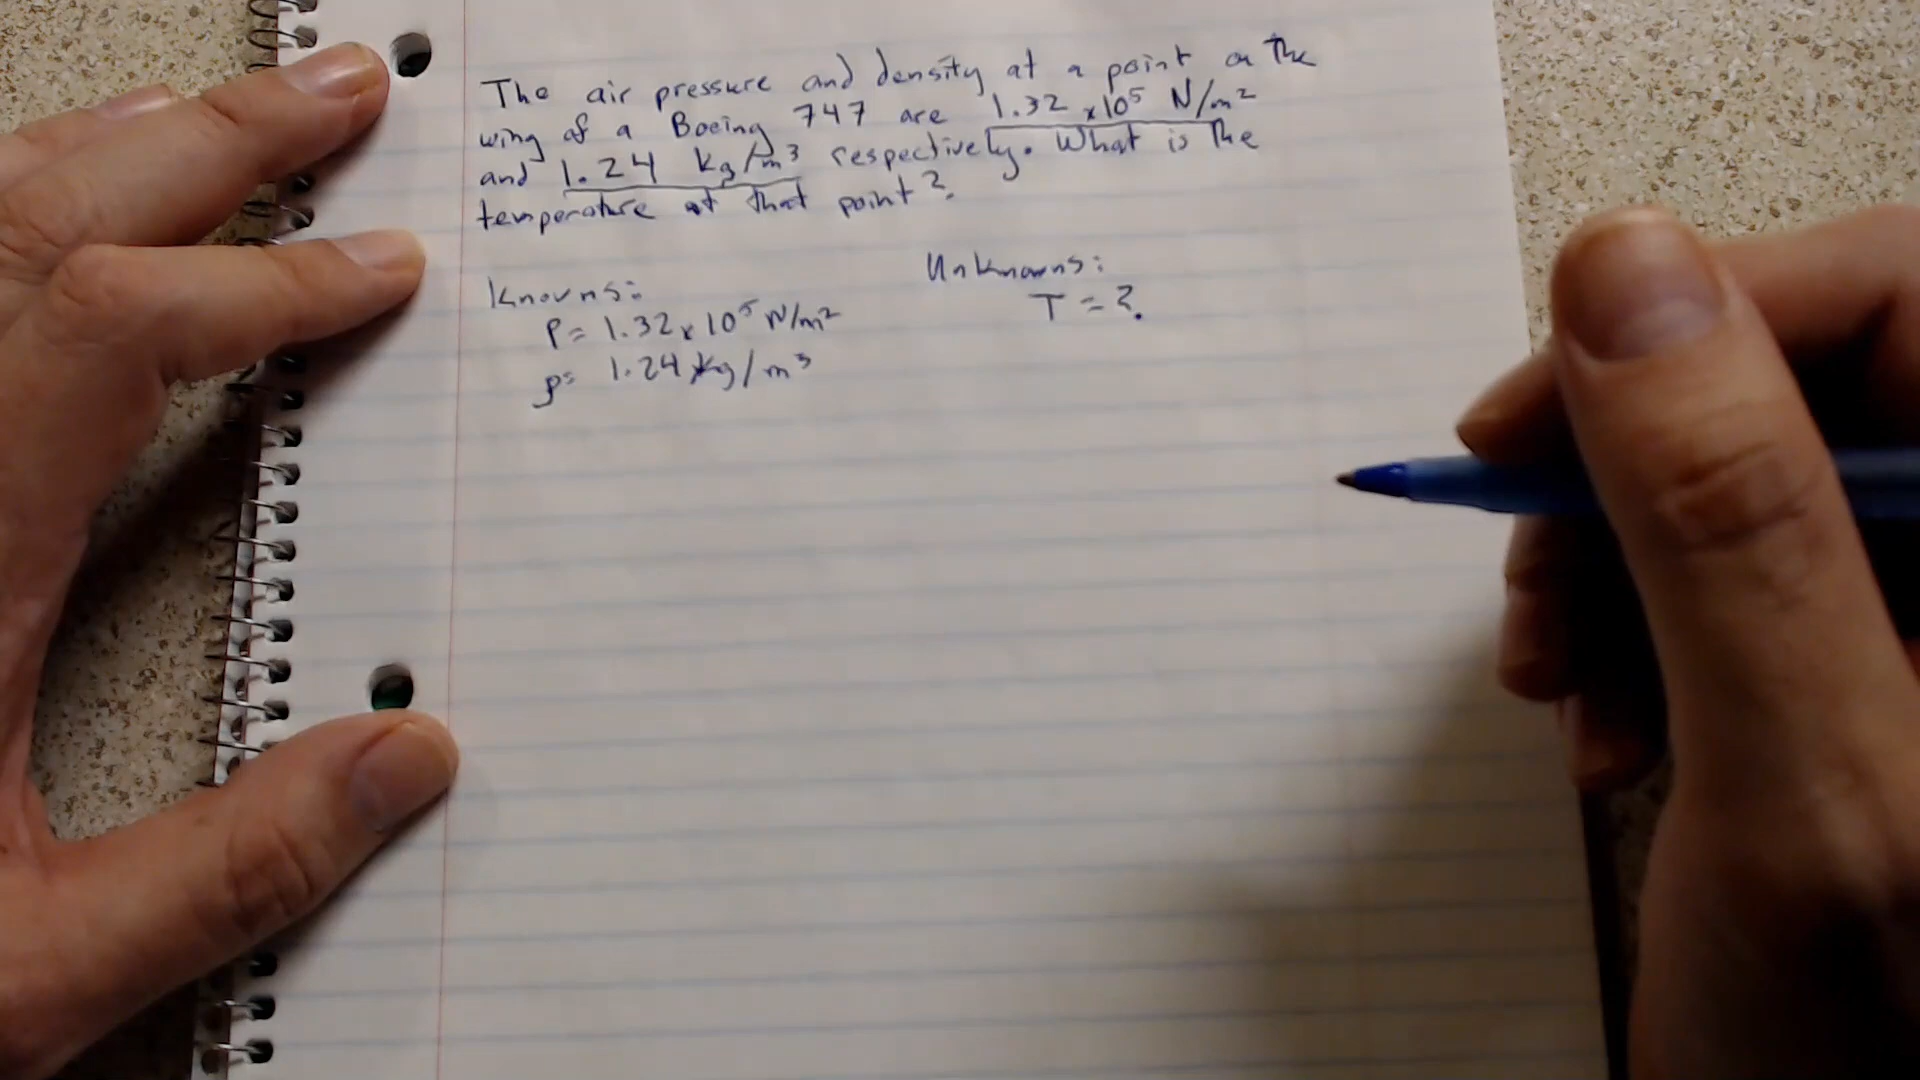 The air pressure and density at a point on the
wing of a Boeing 747 are 1.32 x10⁵ N/m²
and 1.24 kg/m³ respectively. What is the
temperature at that point?
Knowns:
P= 1.32 x 10⁵ N/m²
ρ= 1.24 kg/m³
Unknowns:
T = ?